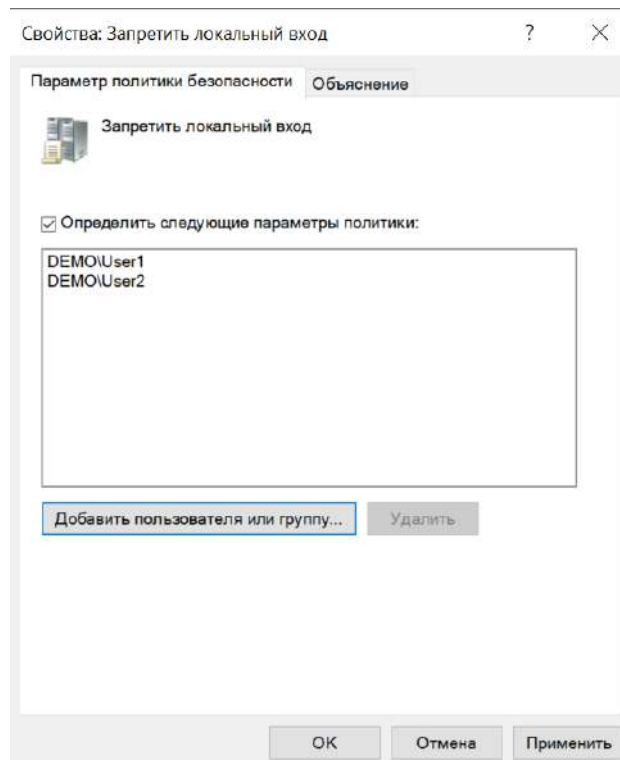 Свойства: Запретить локальный вход ? ×
Параметр политики безопасности Объяснение
Запретить локальный вход
Определить следующие параметры политики:
DEMO\User1
DEMO\User2
Добавить пользователя или группу... Удалить
ОК Отмена Применить